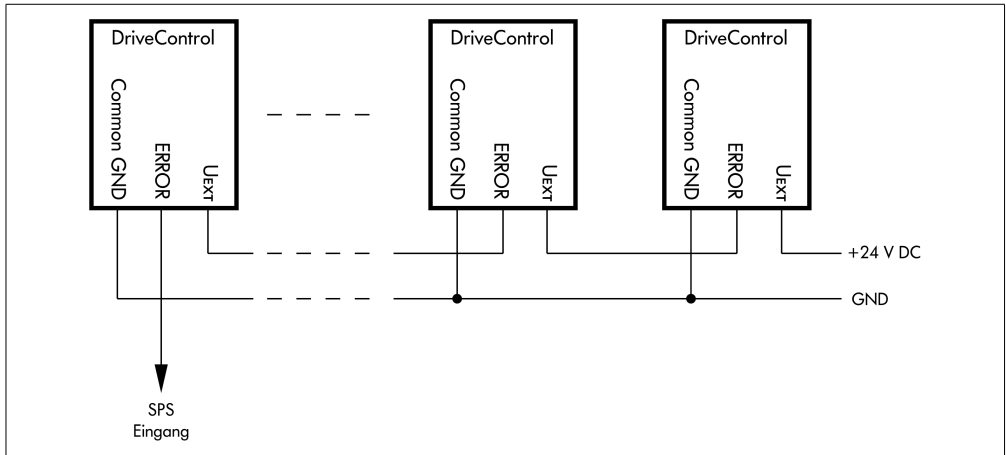 DriveControl
Common GND
ERROR
UEXT
DriveControl
Common GND
ERROR
UEXT
DriveControl
Common GND
ERROR
UEXT
+24 V DC
GND
SPS
Eingang